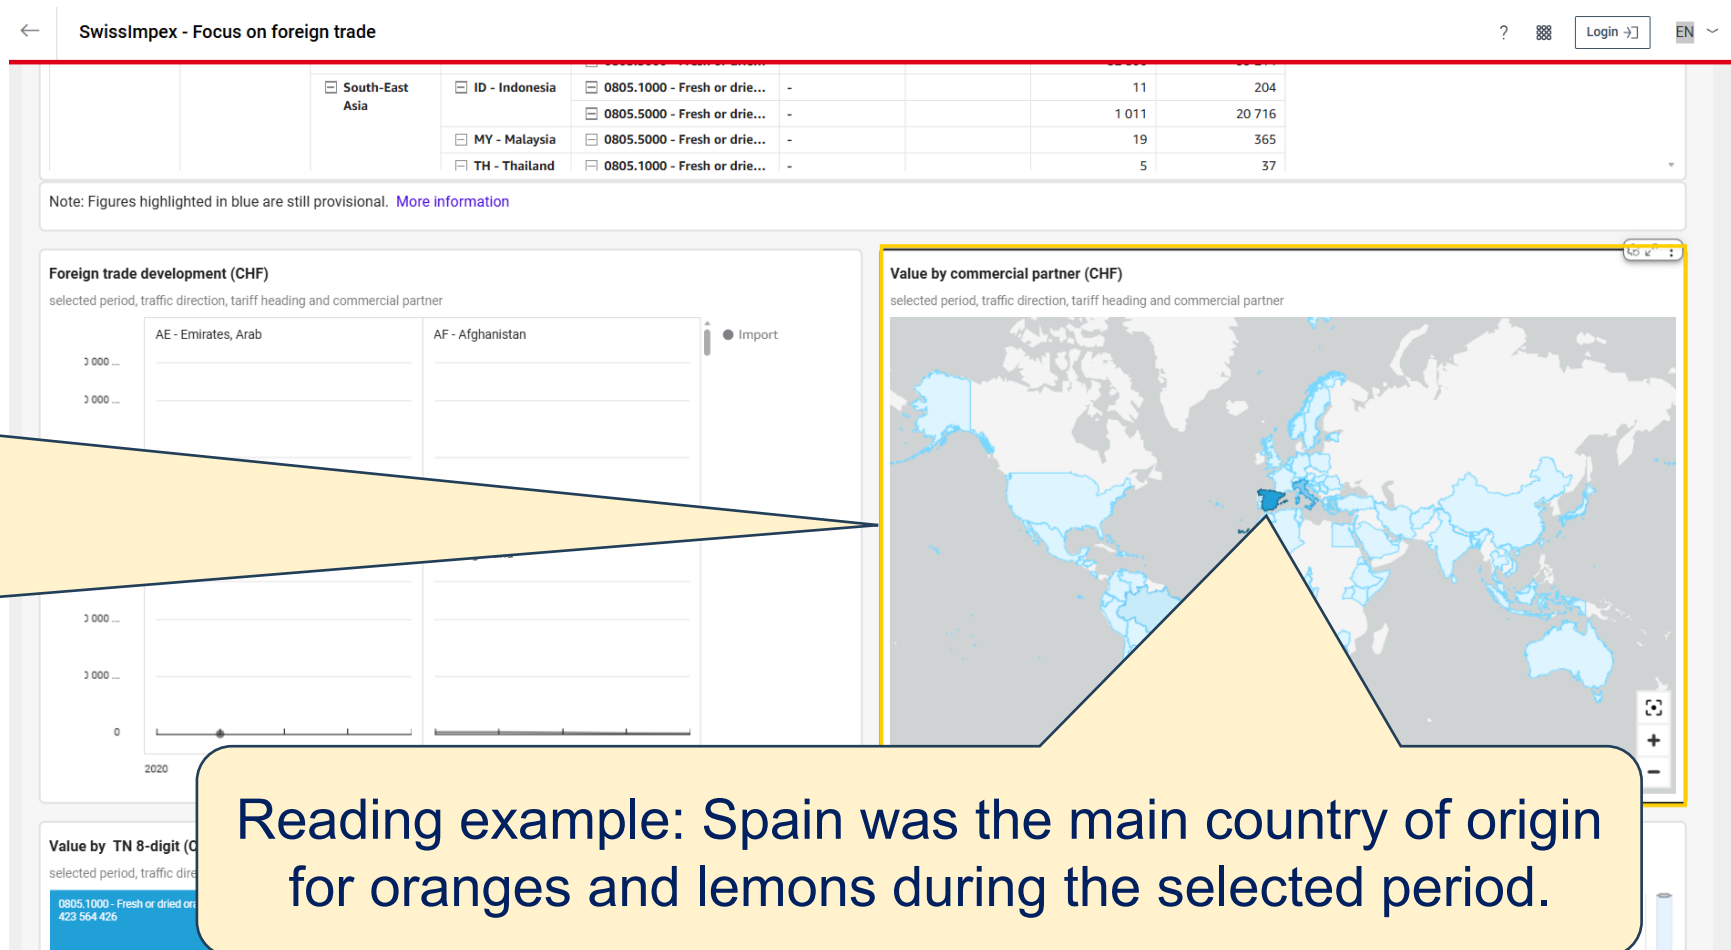 SwissImpex - Focus on foreign trade
? Login EN
South-East Asia ID - Indonesia 0805.1000 - Fresh or drie... - 11 204
0805.5000 - Fresh or drie... - 1 011 20 716
MY - Malaysia 0805.5000 - Fresh or drie... - 19 365
TH - Thailand 0805.1000 - Fresh or drie... - 5 37
Note: Figures highlighted in blue are still provisional. More information
Foreign trade development (CHF)
selected period, traffic direction, tariff heading and commercial partner
AE - Emirates, Arab AF - Afghanistan Import
000 ...
000 ...
000 ...
000 ...
0
2020
Value by commercial partner (CHF)
selected period, traffic direction, tariff heading and commercial partner
+
−
Reading example: Spain was the main country of origin
for oranges and lemons during the selected period.
Value by TN 8-digit
selected period, traffic
0805.1000 - Fresh or dried
423 564 426